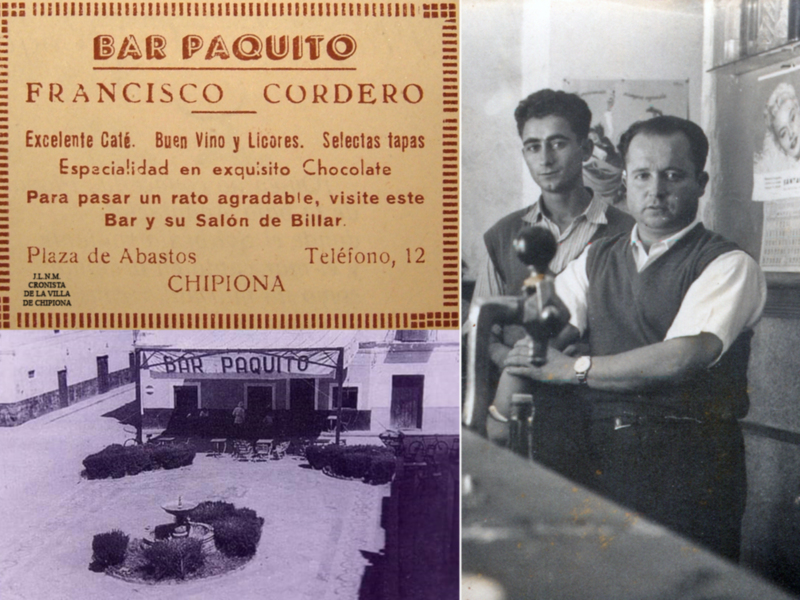 BAR PAQUITO
FRANCISCO CORDERO
Excelente Café. Buen Vino y Licores. Selectas tapas
Especialidad en exquisito Chocolate
Para pasar un rato agradable, visite este
Bar y su Salón de Billar.
Plaza de Abastos Teléfono, 12
CHIPIONA
J.L.N.M.
CRONISTA
DE LA VILLA
DE CHIPIONA
BAR PAQUITO